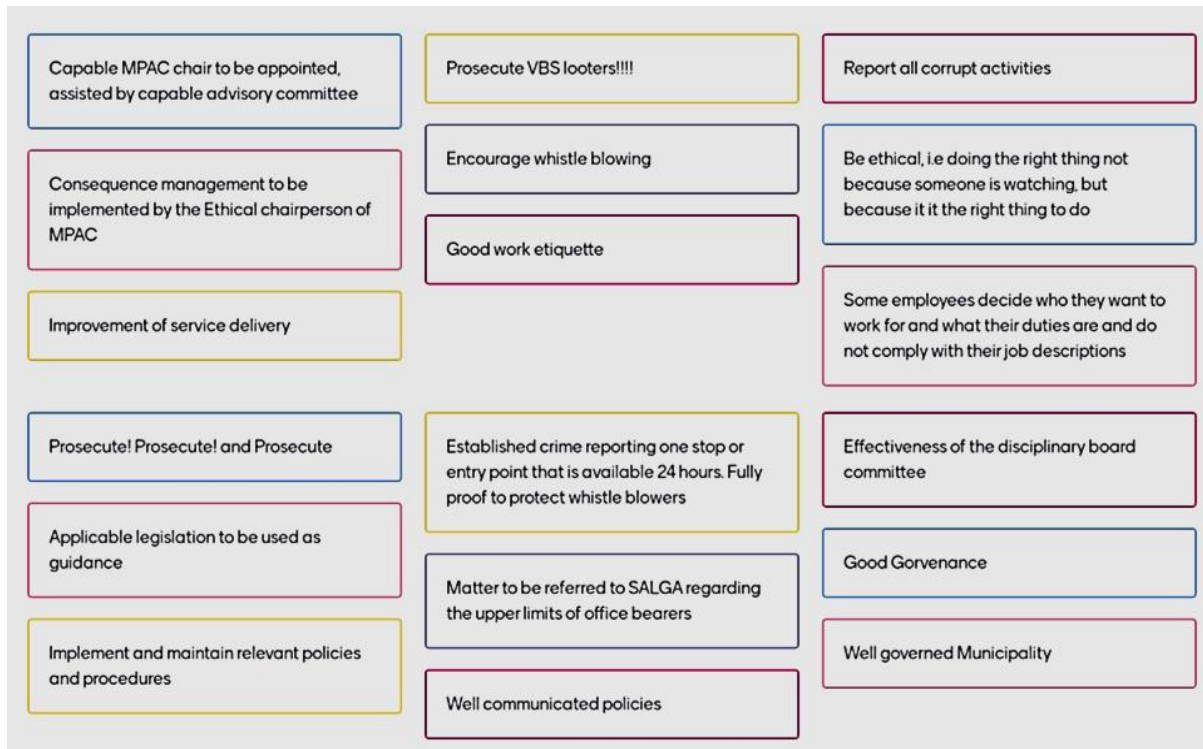 Capable MPAC chair to be appointed,
assisted by capable advisory committee
Consequence management to be
implemented by the Ethical chairperson of
MPAC
Improvement of service delivery
Prosecute VBS looters!!!!
Encourage whistle blowing
Good work etiquette
Report all corrupt activities
Be ethical, i.e doing the right thing not
because someone is watching, but
because it it the right thing to do
Some employees decide who they want to
work for and what their duties are and do
not comply with their job descriptions
Prosecute! Prosecute! and Prosecute
Applicable legislation to be used as
guidance
Implement and maintain relevant policies
and procedures
Established crime reporting one stop or
entry point that is available 24 hours. Fully
proof to protect whistle blowers
Matter to be referred to SALGA regarding
the upper limits of office bearers
Well communicated policies
Effectiveness of the disciplinary board
committee
Good Gorvenance
Well governed Municipality